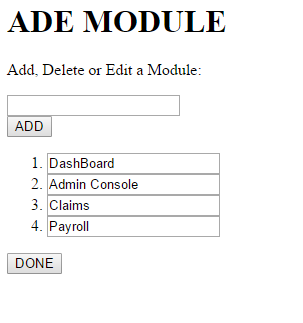 ADE MODULE
Add, Delete or Edit a Module:
ADD
1. DashBoard
2. Admin Console
3. Claims
4. Payroll
DONE